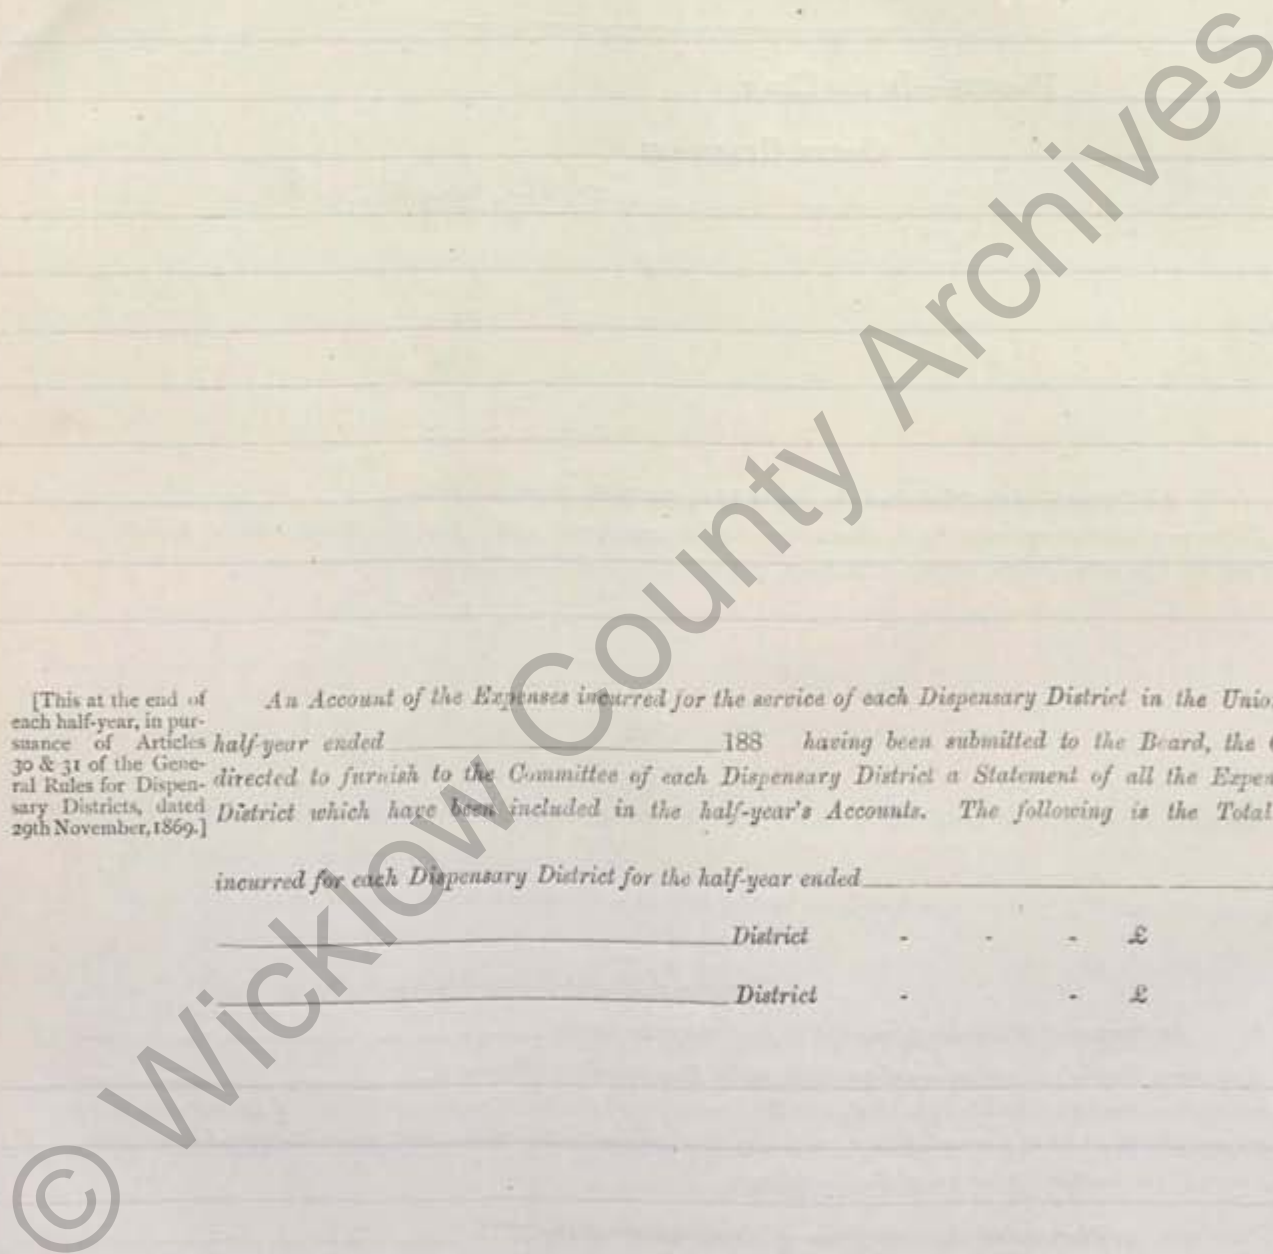 [This at the end of
each half-year, in pur-
suance of Articles
30 & 31 of the Gene-
ral Rules for Dispen-
sary Districts, dated
29th November, 1869.]
An Account of the Expenses incurred for the service of each Dispensary District in the Unio
half-year ended 188 having been submitted to the Board, the
directed to furnish to the Committee of each Dispensary District a Statement of all the Expen
District which have been included in the half-year's Accounts. The following is the Total
incurred for each Dispensary District for the half-year ended
District - - - £
District - - £
© Wicklow County Archives